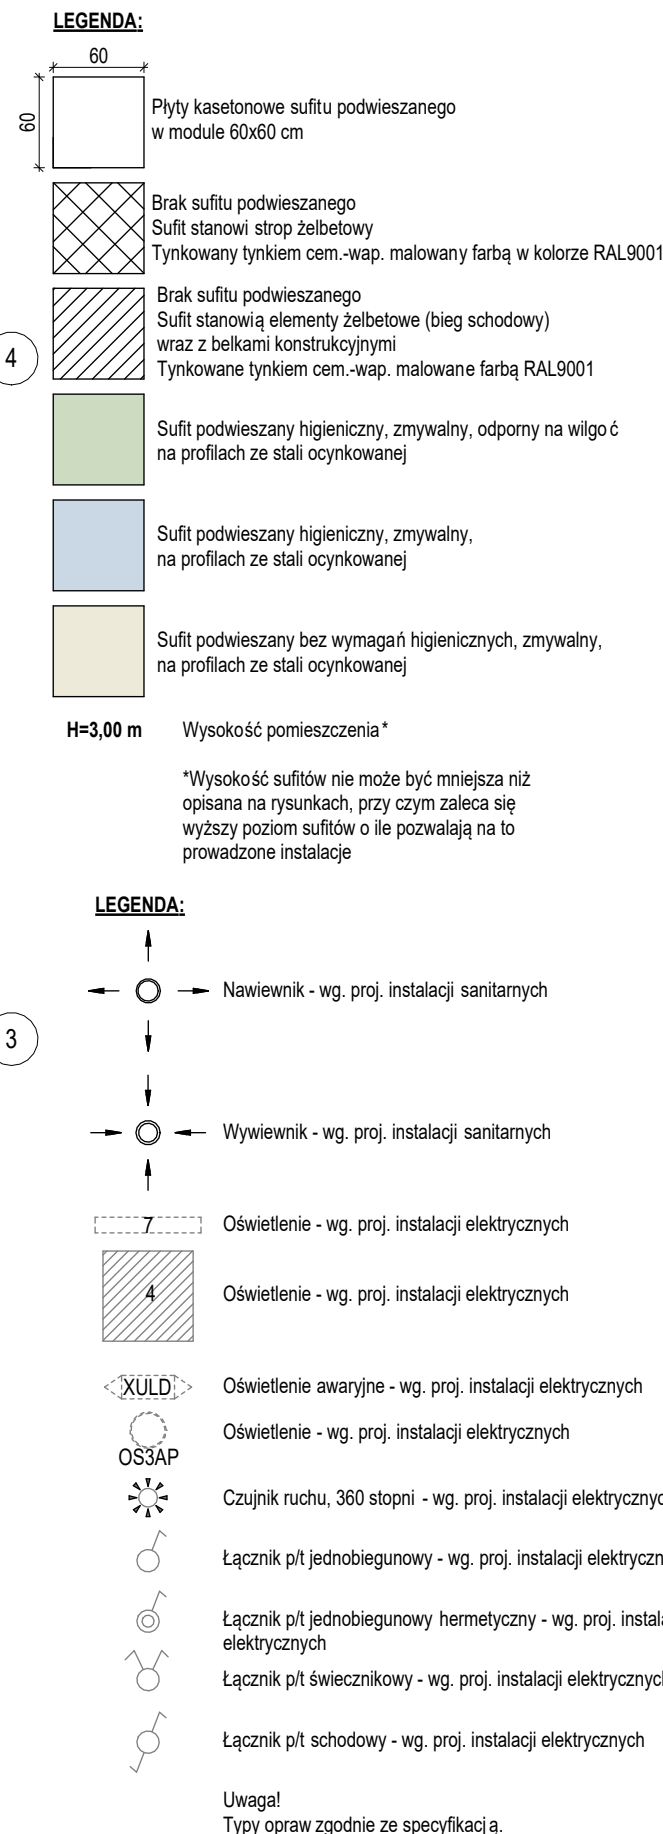 LEGENDA:
60
60
Płyty kasetonowe sufitu podwieszanego
w module 60x60 cm
Brak sufitu podwieszanego
Sufit stanowi strop żelbetowy
Tynkowany tynkiem cem.-wap. malowany farbą w kolorze RAL9001
Brak sufitu podwieszanego
Sufit stanowią elementy żelbetowe (bieg schodowy)
wraz z belkami konstrukcyjnymi
Tynkowane tynkiem cem.-wap. malowane farbą RAL9001
4
Sufit podwieszany higieniczny, zmywalny, odporny na wilgoć
na profilach ze stali ocynkowanej
Sufit podwieszany higieniczny, zmywalny,
na profilach ze stali ocynkowanej
Sufit podwieszany bez wymagań higienicznych, zmywalny,
na profilach ze stali ocynkowanej
H=3,00 m Wysokość pomieszczenia*
*Wysokość sufitów nie może być mniejsza niż
opisana na rysunkach, przy czym zaleca się
wyższy poziom sufitów o ile pozwalają na to
prowadzone instalacje
LEGENDA:
Nawiewnik - wg. proj. instalacji sanitarnych
3
Wywiewnik - wg. proj. instalacji sanitarnych
7 Oświetlenie - wg. proj. instalacji elektrycznych
4 Oświetlenie - wg. proj. instalacji elektrycznych
XULD Oświetlenie awaryjne - wg. proj. instalacji elektrycznych
Oświetlenie - wg. proj. instalacji elektrycznych
OS3AP
Czujnik ruchu, 360 stopni - wg. proj. instalacji elektryczny
Łącznik p/t jednobiegunowy - wg. proj. instalacji elektryczn
Łącznik p/t jednobiegunowy hermetyczny - wg. proj. instal
elektrycznych
Łącznik p/t świecznikowy - wg. proj. instalacji elektrycznych
Łącznik p/t schodowy - wg. proj. instalacji elektrycznych
Uwaga!
Typy opraw zgodnie ze specyfikacją.